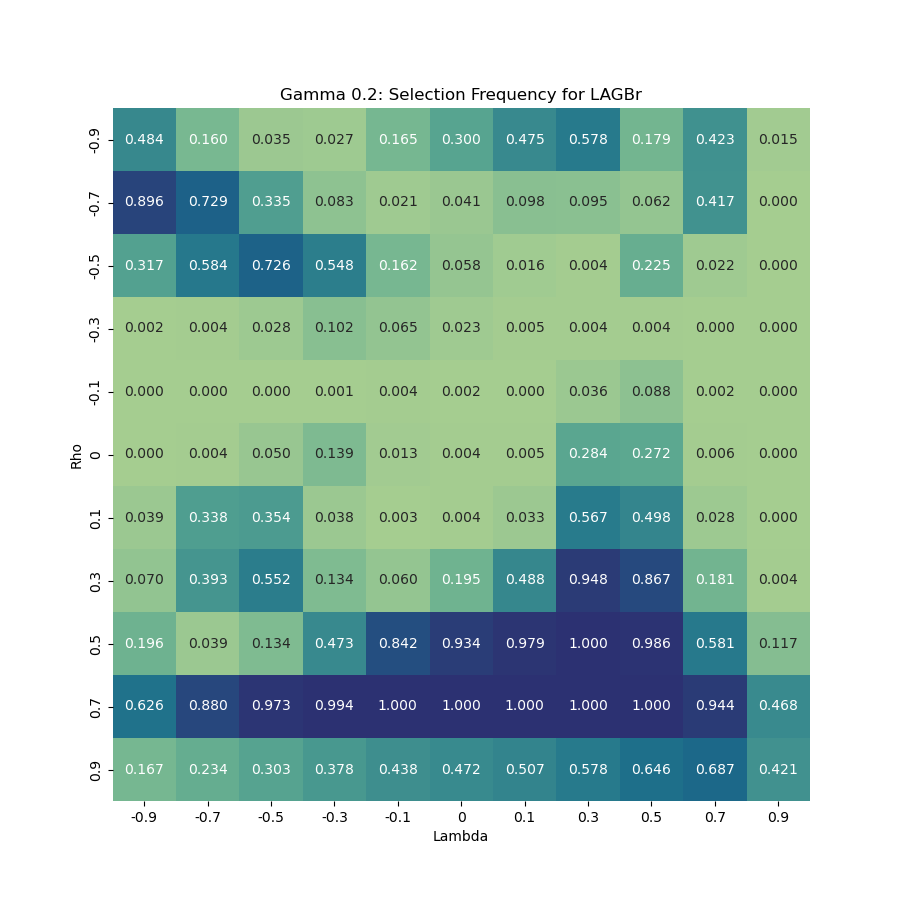 Gamma 0.2: Selection Frequency for LAGBr
-0.9 0.484 0.160 0.035 0.027 0.165 0.300 0.475 0.578 0.179 0.423 0.015
-0.7 0.896 0.729 0.335 0.083 0.021 0.041 0.098 0.095 0.062 0.417 0.000
-0.5 0.317 0.584 0.726 0.548 0.162 0.058 0.016 0.004 0.225 0.022 0.000
-0.3 0.002 0.004 0.028 0.102 0.065 0.023 0.005 0.004 0.004 0.000 0.000
-0.1 0.000 0.000 0.000 0.001 0.004 0.002 0.000 0.036 0.088 0.002 0.000
Rho
0 0.000 0.004 0.050 0.139 0.013 0.004 0.005 0.284 0.272 0.006 0.000
0.1 0.039 0.338 0.354 0.038 0.003 0.004 0.033 0.567 0.498 0.028 0.000
0.3 0.070 0.393 0.552 0.134 0.060 0.195 0.488 0.948 0.867 0.181 0.004
0.5 0.196 0.039 0.134 0.473 0.842 0.934 0.979 1.000 0.986 0.581 0.117
0.7 0.626 0.880 0.973 0.994 1.000 1.000 1.000 1.000 1.000 0.944 0.468
0.9 0.167 0.234 0.303 0.378 0.438 0.472 0.507 0.578 0.646 0.687 0.421
-0.9 -0.7 -0.5 -0.3 -0.1 0 0.1 0.3 0.5 0.7 0.9
Lambda